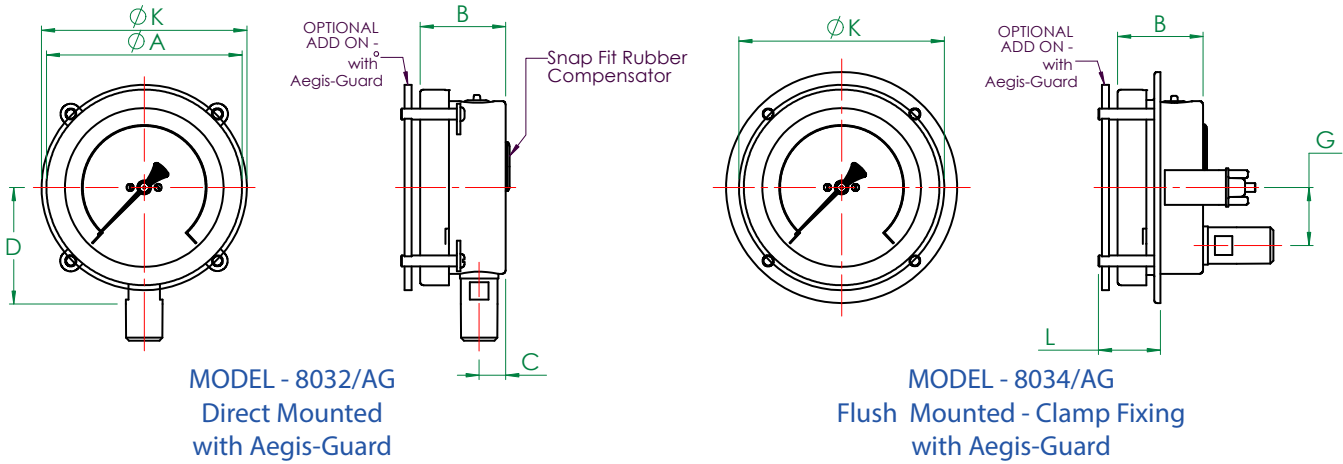 ØK
ØA
D
OPTIONAL
ADD ON -
with
Aegis-Guard
B
Snap Fit Rubber
Compensator
C
MODEL - 8032/AG
Direct Mounted
with Aegis-Guard
ØK
OPTIONAL
ADD ON -
with
Aegis-Guard
B
G
L
MODEL - 8034/AG
Flush Mounted - Clamp Fixing
with Aegis-Guard